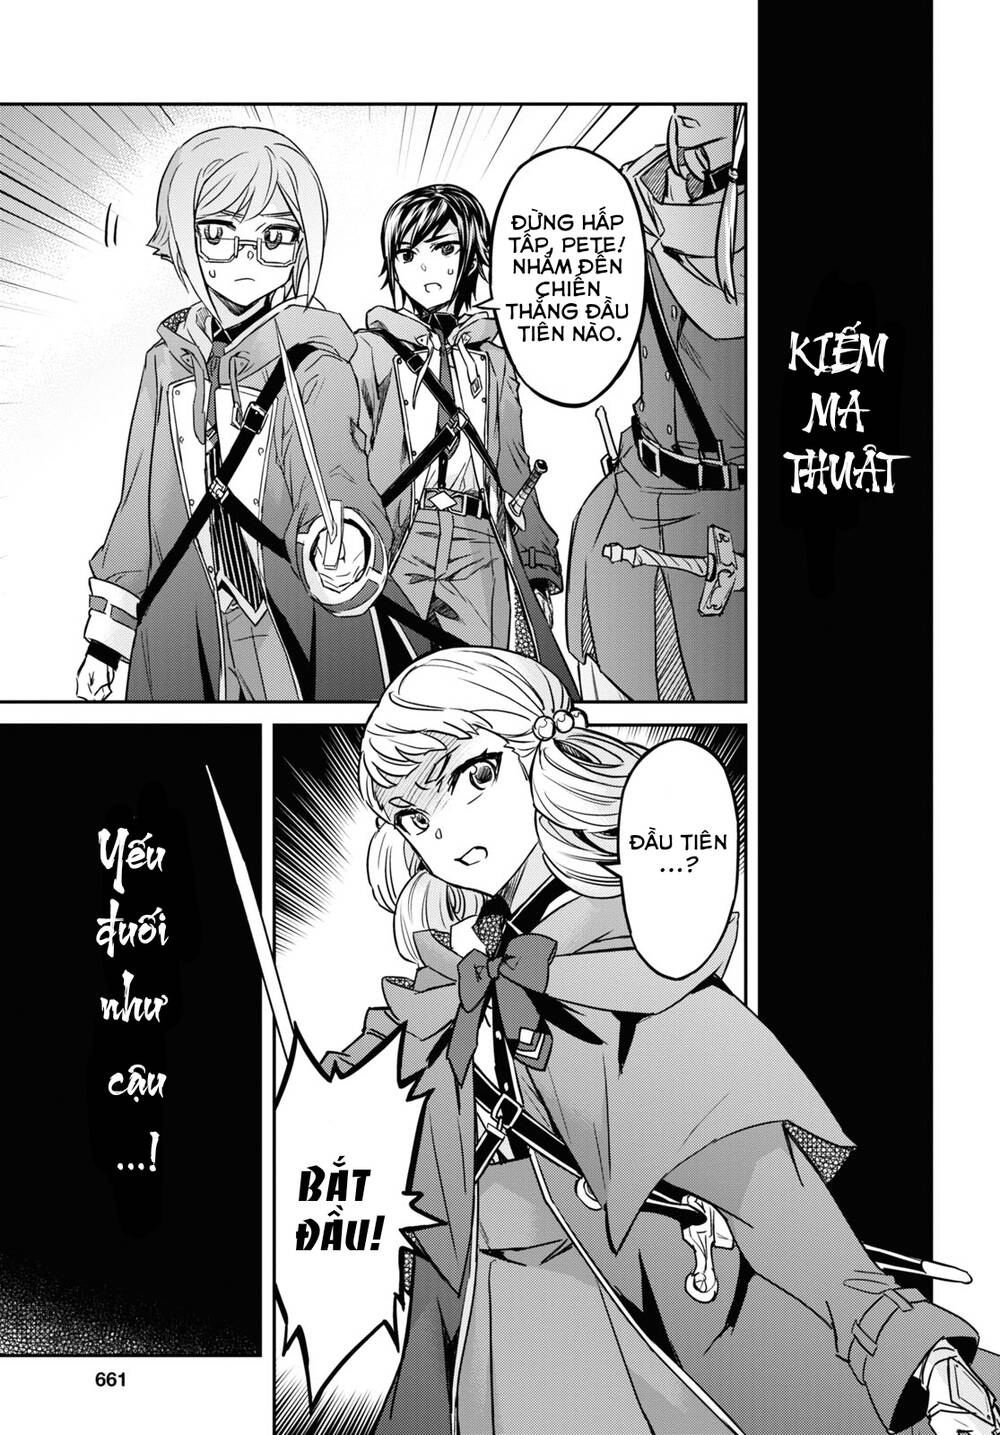 KIẾM
MA
THUẬT
ĐỪNG HẤP
TẤP, PETE!
NHẮM ĐẾN
CHIẾN
THẮNG ĐẦU
TIÊN NÀO.
ĐẦU TIÊN
...?
BẮT
ĐẦU!
Yếu
đuối
như
cậu
...!
661